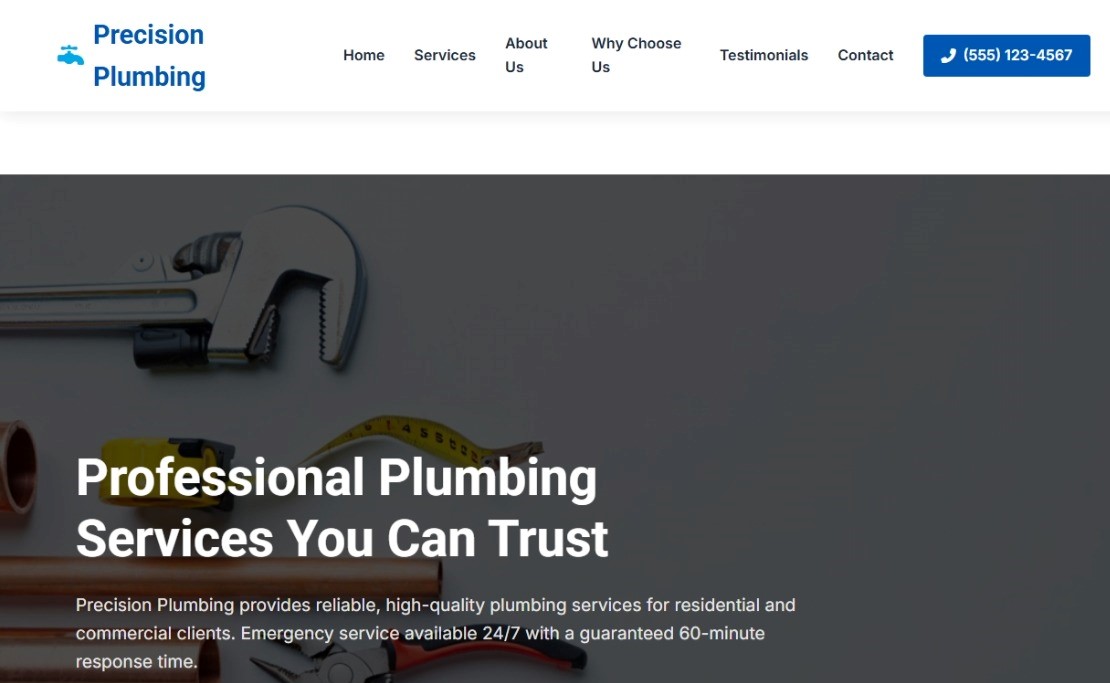 Precision
Plumbing
Home
Services
About
Us
Why Choose
Us
Testimonials
Contact
(555) 123-4567
Professional Plumbing
Services You Can Trust
Precision Plumbing provides reliable, high-quality plumbing services for residential and
commercial clients. Emergency service available 24/7 with a guaranteed 60-minute
response time.